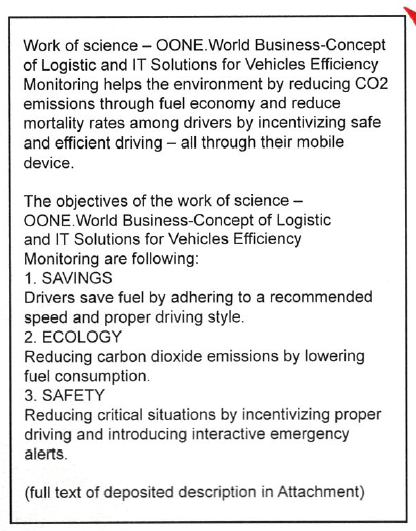 Work of science – OONE.World Business-Concept
of Logistic and IT Solutions for Vehicles Efficiency
Monitoring helps the environment by reducing CO2
emissions through fuel economy and reduce
mortality rates among drivers by incentivizing safe
and efficient driving – all through their mobile
device.

The objectives of the work of science –
OONE.World Business-Concept of Logistic
and IT Solutions for Vehicles Efficiency
Monitoring are following:
1. SAVINGS
Drivers save fuel by adhering to a recommended
speed and proper driving style.
2. ECOLOGY
Reducing carbon dioxide emissions by lowering
fuel consumption.
3. SAFETY
Reducing critical situations by incentivizing proper
driving and introducing interactive emergency
alerts.

(full text of deposited description in Attachment)